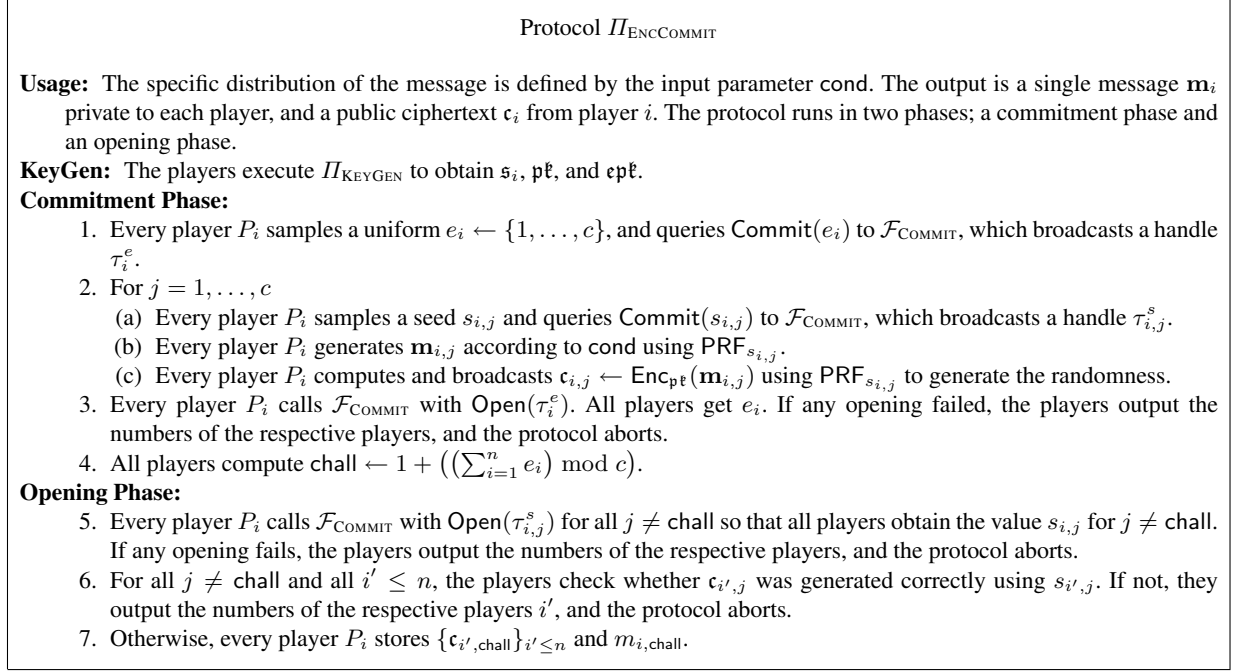 Protocol Π_ENCCOMMIT
Usage: The specific distribution of the message is defined by the input parameter cond. The output is a single message m_i
private to each player, and a public ciphertext 𝔠_i from player i. The protocol runs in two phases; a commitment phase and
an opening phase.
KeyGen: The players execute Π_KEYGEN to obtain 𝔰_i, 𝔭𝔨, and 𝔢𝔭𝔨.
Commitment Phase:
1. Every player P_i samples a uniform e_i ← {1, . . . , c}, and queries Commit(e_i) to F_COMMIT, which broadcasts a handle
τ_i^e.
2. For j = 1, . . . , c
(a) Every player P_i samples a seed s_{i,j} and queries Commit(s_{i,j}) to F_COMMIT, which broadcasts a handle τ_{i,j}^s.
(b) Every player P_i generates m_{i,j} according to cond using PRF_{s_{i,j}}.
(c) Every player P_i computes and broadcasts 𝔠_{i,j} ← Enc_𝔭𝔨(m_{i,j}) using PRF_{s_{i,j}} to generate the randomness.
3. Every player P_i calls F_COMMIT with Open(τ_i^e). All players get e_i. If any opening failed, the players output the
numbers of the respective players, and the protocol aborts.
4. All players compute chall ← 1 + ((∑_{i=1}^n e_i) mod c).
Opening Phase:
5. Every player P_i calls F_COMMIT with Open(τ_{i,j}^s) for all j ≠ chall so that all players obtain the value s_{i,j} for j ≠ chall.
If any opening fails, the players output the numbers of the respective players, and the protocol aborts.
6. For all j ≠ chall and all i′ ≤ n, the players check whether 𝔠_{i′,j} was generated correctly using s_{i′,j}. If not, they
output the numbers of the respective players i′, and the protocol aborts.
7. Otherwise, every player P_i stores {𝔠_{i′,chall}}_{i′≤n} and m_{i,chall}.